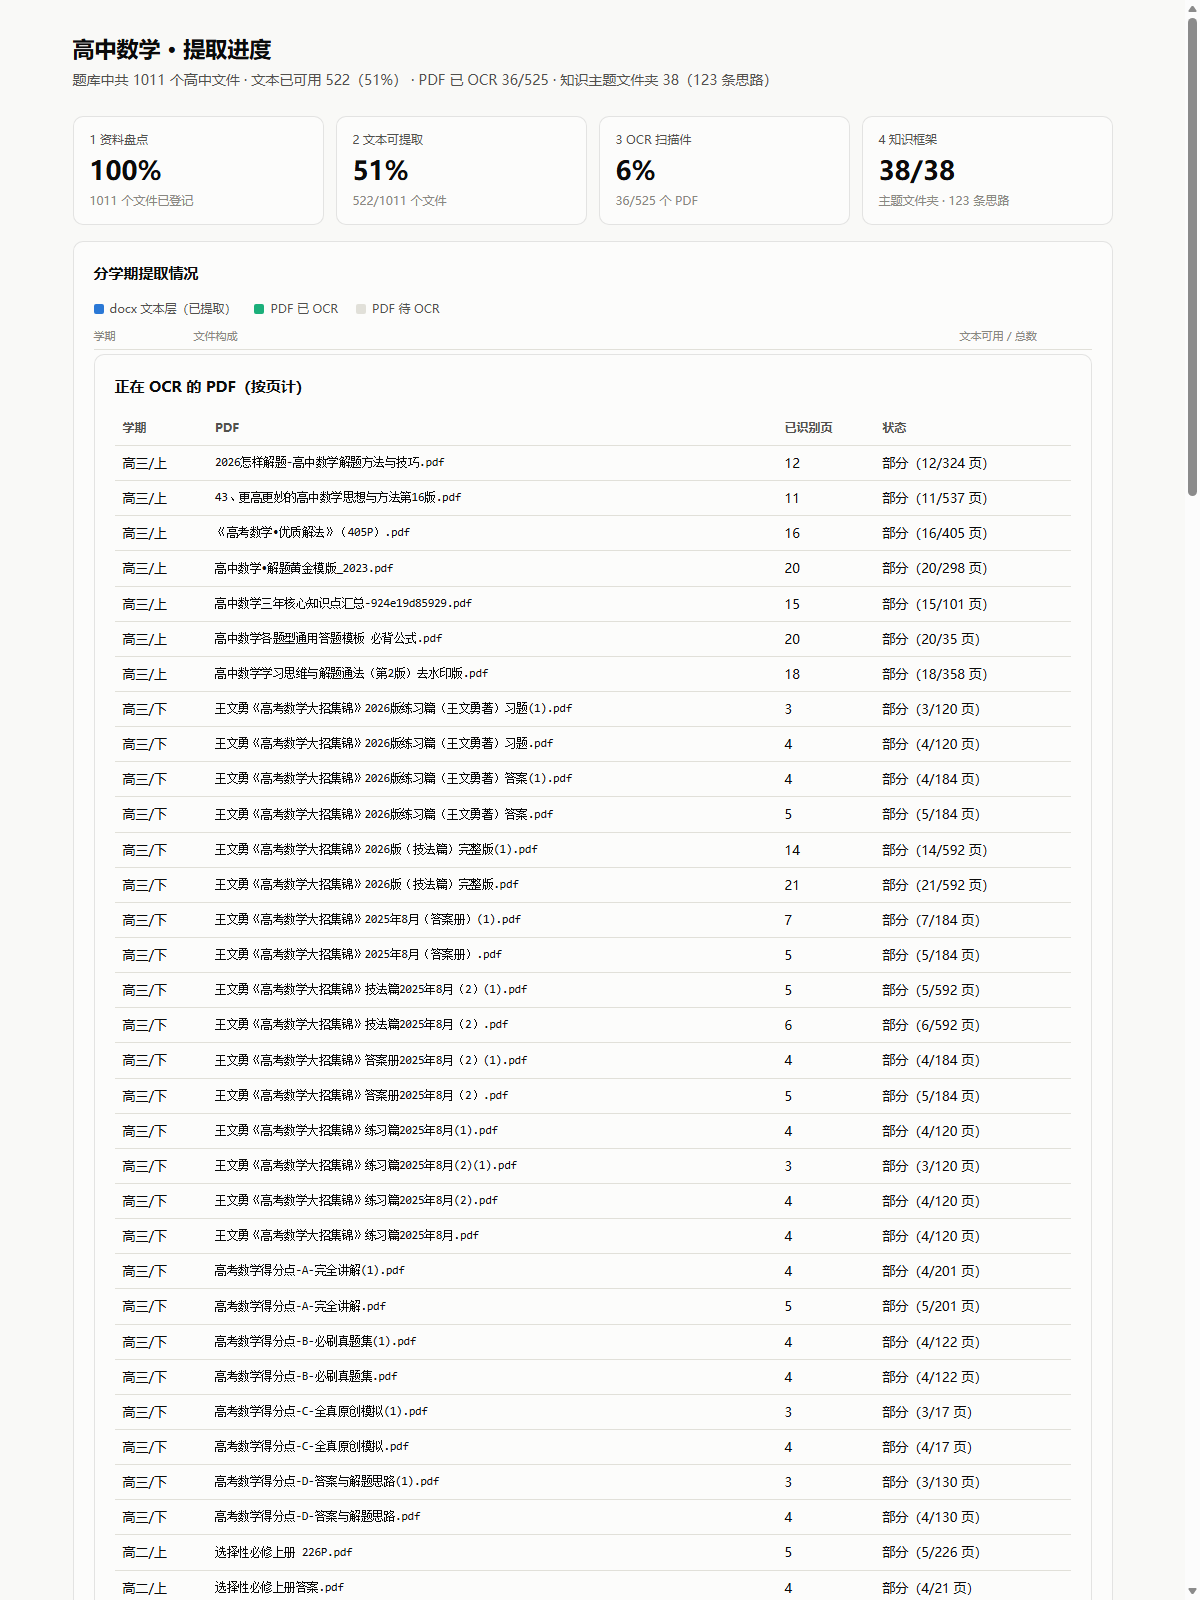 高中数学 · 提取进度
题库中共 1011 个高中文件 · 文本已可用 522（51%） · PDF 已 OCR 36/525 · 知识主题文件夹 38（123 条思路）
1 资料盘点
100%
1011 个文件已登记
2 文本可提取
51%
522/1011 个文件
3 OCR 扫描件
6%
36/525 个 PDF
4 知识框架
38/38
主题文件夹 · 123 条思路
分学期提取情况
docx 文本层（已提取） PDF 已 OCR PDF 待 OCR
学期 文件构成 文本可用 / 总数
正在 OCR 的 PDF（按页计）
学期 PDF 已识别页 状态
高三/上 2026怎样解题-高中数学解题方法与技巧.pdf 12 部分（12/324 页）
高三/上 43、更高更妙的高中数学思想与方法第16版.pdf 11 部分（11/537 页）
高三/上 《高考数学•优质解法》（405P）.pdf 16 部分（16/405 页）
高三/上 高中数学•解题黄金模版_2023.pdf 20 部分（20/298 页）
高三/上 高中数学三年核心知识点汇总-924e19d85929.pdf 15 部分（15/101 页）
高三/上 高中数学各题型通用答题模板 必背公式.pdf 20 部分（20/35 页）
高三/上 高中数学学习思维与解题通法（第2版）去水印版.pdf 18 部分（18/358 页）
高三/下 王文勇《高考数学大招集锦》2026版练习篇（王文勇著）习题(1).pdf 3 部分（3/120 页）
高三/下 王文勇《高考数学大招集锦》2026版练习篇（王文勇著）习题.pdf 4 部分（4/120 页）
高三/下 王文勇《高考数学大招集锦》2026版练习篇（王文勇著）答案(1).pdf 4 部分（4/184 页）
高三/下 王文勇《高考数学大招集锦》2026版练习篇（王文勇著）答案.pdf 5 部分（5/184 页）
高三/下 王文勇《高考数学大招集锦》2026版（技法篇）完整版(1).pdf 14 部分（14/592 页）
高三/下 王文勇《高考数学大招集锦》2026版（技法篇）完整版.pdf 21 部分（21/592 页）
高三/下 王文勇《高考数学大招集锦》2025年8月（答案册）(1).pdf 7 部分（7/184 页）
高三/下 王文勇《高考数学大招集锦》2025年8月（答案册）.pdf 5 部分（5/184 页）
高三/下 王文勇《高考数学大招集锦》技法篇2025年8月（2）(1).pdf 5 部分（5/592 页）
高三/下 王文勇《高考数学大招集锦》技法篇2025年8月（2）.pdf 6 部分（6/592 页）
高三/下 王文勇《高考数学大招集锦》答案册2025年8月（2）(1).pdf 4 部分（4/184 页）
高三/下 王文勇《高考数学大招集锦》答案册2025年8月（2）.pdf 5 部分（5/184 页）
高三/下 王文勇《高考数学大招集锦》练习篇2025年8月(1).pdf 4 部分（4/120 页）
高三/下 王文勇《高考数学大招集锦》练习篇2025年8月(2)(1).pdf 3 部分（3/120 页）
高三/下 王文勇《高考数学大招集锦》练习篇2025年8月(2).pdf 4 部分（4/120 页）
高三/下 王文勇《高考数学大招集锦》练习篇2025年8月.pdf 4 部分（4/120 页）
高三/下 高考数学得分点-A-完全讲解(1).pdf 4 部分（4/201 页）
高三/下 高考数学得分点-A-完全讲解.pdf 5 部分（5/201 页）
高三/下 高考数学得分点-B-必刷真题集(1).pdf 4 部分（4/122 页）
高三/下 高考数学得分点-B-必刷真题集.pdf 4 部分（4/122 页）
高三/下 高考数学得分点-C-全真原创模拟(1).pdf 3 部分（3/17 页）
高三/下 高考数学得分点-C-全真原创模拟.pdf 4 部分（4/17 页）
高三/下 高考数学得分点-D-答案与解题思路(1).pdf 3 部分（3/130 页）
高三/下 高考数学得分点-D-答案与解题思路.pdf 4 部分（4/130 页）
高二/上 选择性必修上册 226P.pdf 5 部分（5/226 页）
高二/上 选择性必修上册答案.pdf 4 部分（4/21 页）